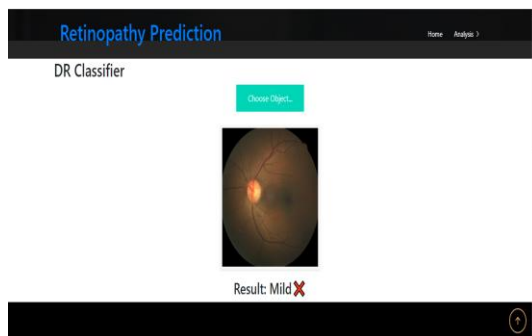 Retinopathy Prediction
Home Analysis >
DR Classifier
Choose Object...
Result: Mild ❌